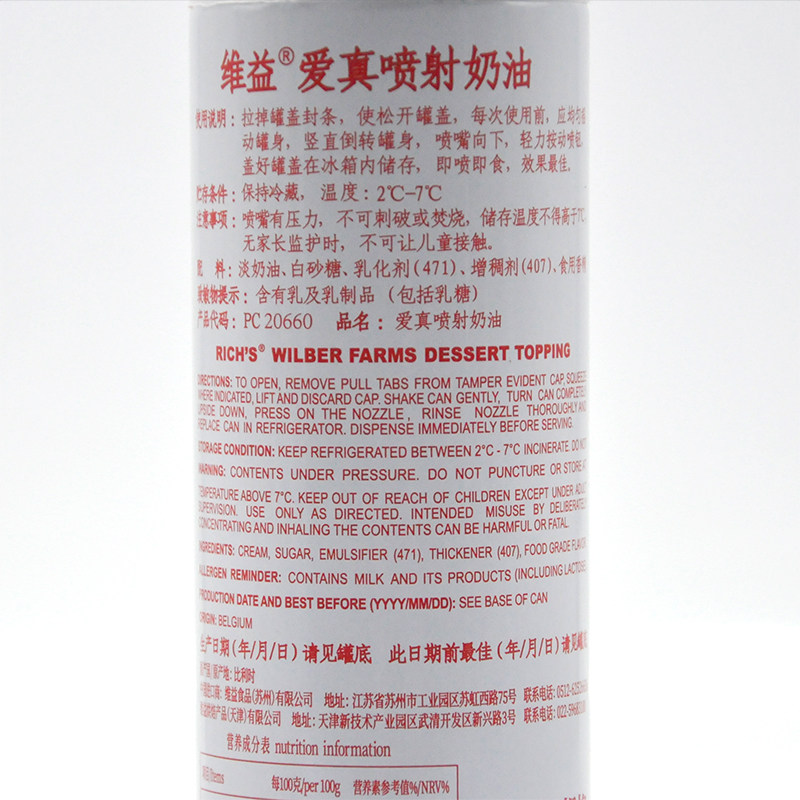 维益® 爱真喷射奶油
使用说明：拉掉罐盖封条，使松开罐盖，每次使用前，应均匀
动罐身，竖直倒转罐身，喷嘴向下，轻力按动喷钮，
盖好罐盖在冰箱内储存，即喷即食，效果最佳。
贮存条件：保持冷藏，温度：2℃-7℃
注意事项：喷嘴有压力，不可刺破或焚烧，储存温度不得高于7℃
无家长监护时，不可让儿童接触。
配 料：淡奶油、白砂糖、乳化剂(471)、增稠剂(407)、食用香精
致敏物提示：含有乳及乳制品（包括乳糖）
产品代码：PC 20660 品名：爱真喷射奶油
RICH'S® WILBER FARMS DESSERT TOPPING
DIRECTIONS: TO OPEN, REMOVE PULL TABS FROM TAMPER EVIDENT CAP, SQUEEZE
WHERE INDICATED, LIFT AND DISCARD CAP. SHAKE CAN GENTLY, TURN CAN COMPLETELY
UPSIDE DOWN, PRESS ON THE NOZZLE, RINSE NOZZLE THOROUGHLY AND
REPLACE CAN IN REFRIGERATOR. DISPENSE IMMEDIATELY BEFORE SERVING.
STORAGE CONDITION: KEEP REFRIGERATED BETWEEN 2°C - 7°C INCINERATE. DO NOT
WARNING: CONTENTS UNDER PRESSURE. DO NOT PUNCTURE OR STORE AT
TEMPERATURE ABOVE 7°C. KEEP OUT OF REACH OF CHILDREN EXCEPT UNDER ADULT
SUPERVISION. USE ONLY AS DIRECTED. INTENDED MISUSE BY DELIBERATELY
CONCENTRATING AND INHALING THE CONTENTS CAN BE HARMFUL OR FATAL.
INGREDIENTS: CREAM, SUGAR, EMULSIFIER (471), THICKENER (407), FOOD GRADE FLAVOR
ALLERGEN REMINDER: CONTAINS MILK AND ITS PRODUCTS (INCLUDING LACTOSE)
PRODUCTION DATE AND BEST BEFORE (YYYY/MM/DD): SEE BASE OF CAN
ORIGIN: BELGIUM
生产日期(年/月/日)请见罐底 此日期前最佳(年/月/日)请见罐
产国/原产地：比利时
维益食品(苏州)有限公司 地址：江苏省苏州市工业园区苏虹西路75号 联系电话：0512-6252
产品(天津)有限公司 地址：天津新技术产业园区武清开发区新兴路3号 联系电话：022-5968
营养成分表 nutrition information
项目/Items 每100克/per 100g 营养素参考值%/NRV%